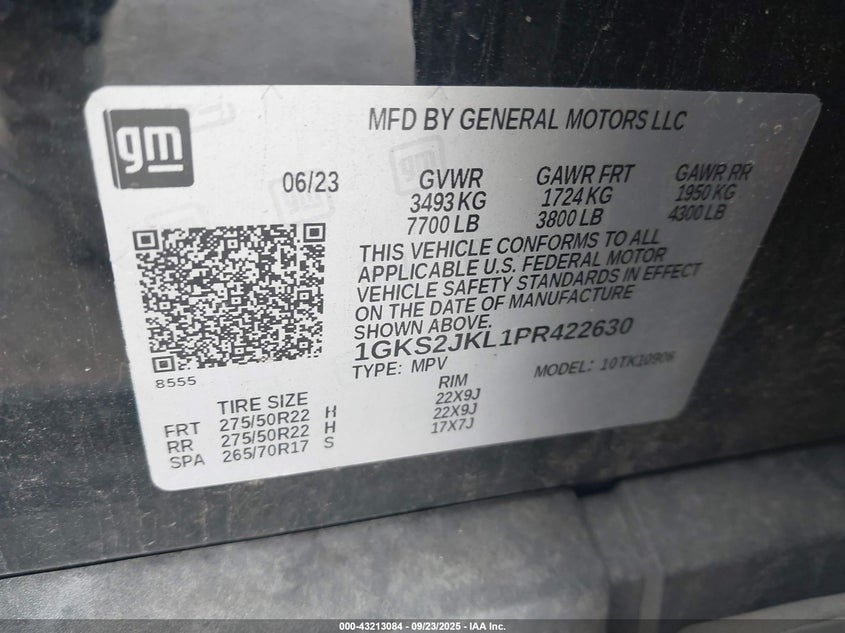 gm
MFD BY GENERAL MOTORS LLC
06/23 GVWR GAWR FRT GAWR RR
3493 KG 1724 KG 1950 KG
7700 LB 3800 LB 4300 LB
THIS VEHICLE CONFORMS TO ALL
APPLICABLE U.S. FEDERAL MOTOR
VEHICLE SAFETY STANDARDS IN EFFECT
ON THE DATE OF MANUFACTURE
SHOWN ABOVE.
1GKS2JKL1PR422630
TYPE: MPV MODEL: 10TK10906
8555
TIRE SIZE RIM
FRT 275/50R22 H 22X9J
RR 275/50R22 H 22X9J
SPA 265/70R17 S 17X7J
000-43213084 - 09/23/2025 - IAA Inc.